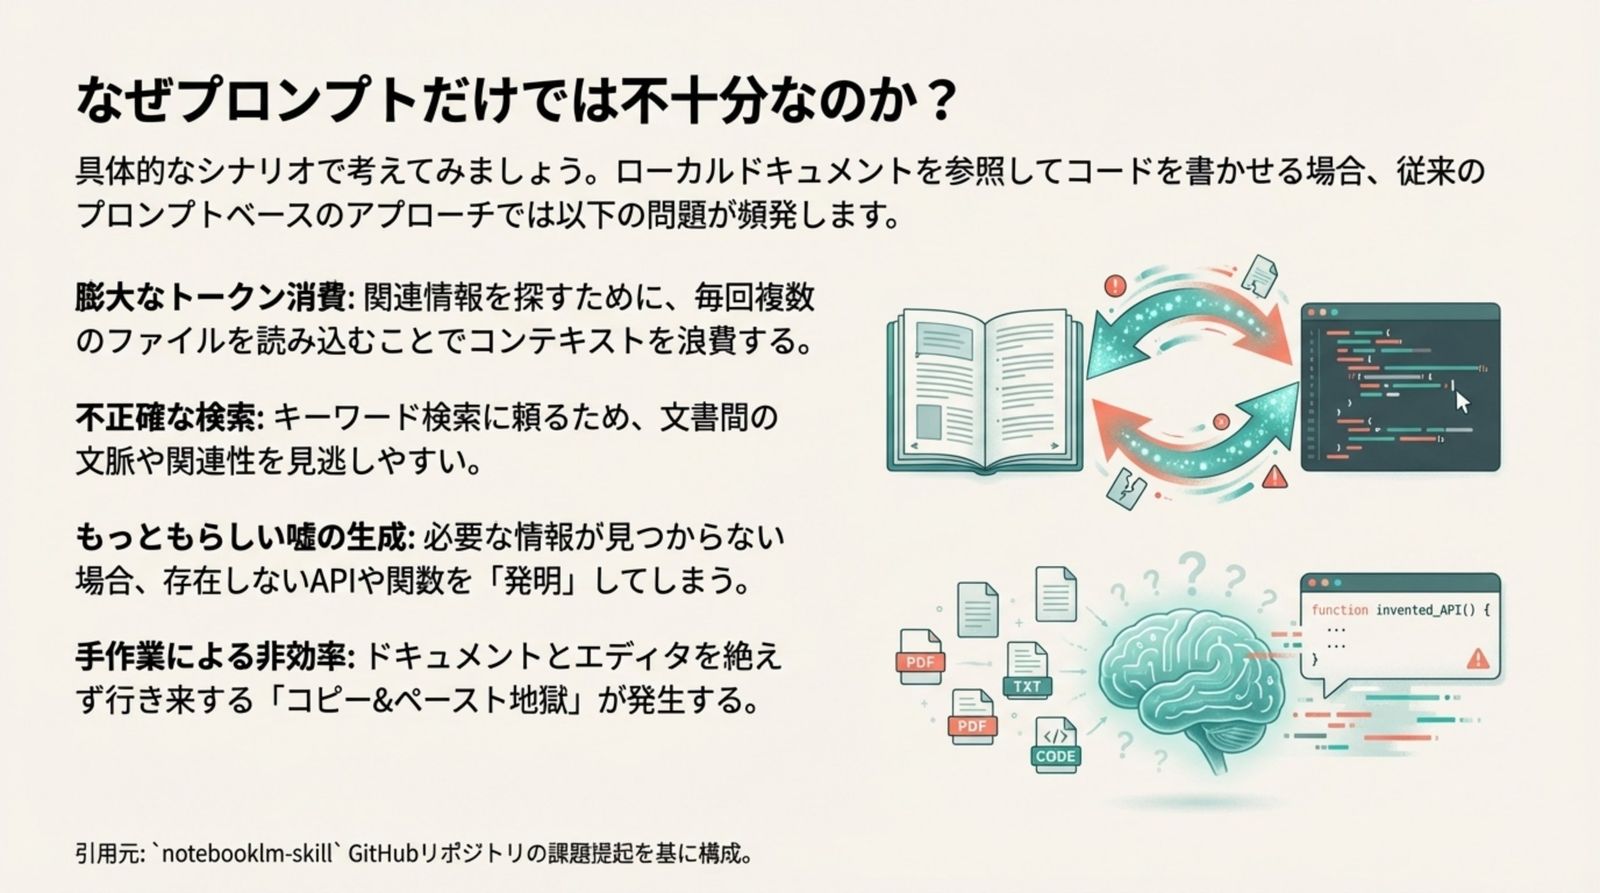 なぜプロンプトだけでは不十分なのか？
具体的なシナリオで考えてみましょう。ローカルドキュメントを参照してコードを書かせる場合、従来の
プロンプトベースのアプローチでは以下の問題が頻発します。
膨大なトークン消費: 関連情報を探すために、毎回複数
のファイルを読み込むことでコンテキストを浪費する。
不正確な検索: キーワード検索に頼るため、文書間の
文脈や関連性を見逃しやすい。
もっともらしい嘘の生成: 必要な情報が見つからない
場合、存在しないAPIや関数を「発明」してしまう。
手作業による非効率: ドキュメントとエディタを絶え
ず行き来する「コピー&ペースト地獄」が発生する。
PDF
TXT
PDF
</>
CODE
function invented_API() {
...
...
}
引用元: `notebooklm-skill` GitHubリポジトリの課題提起を基に構成。